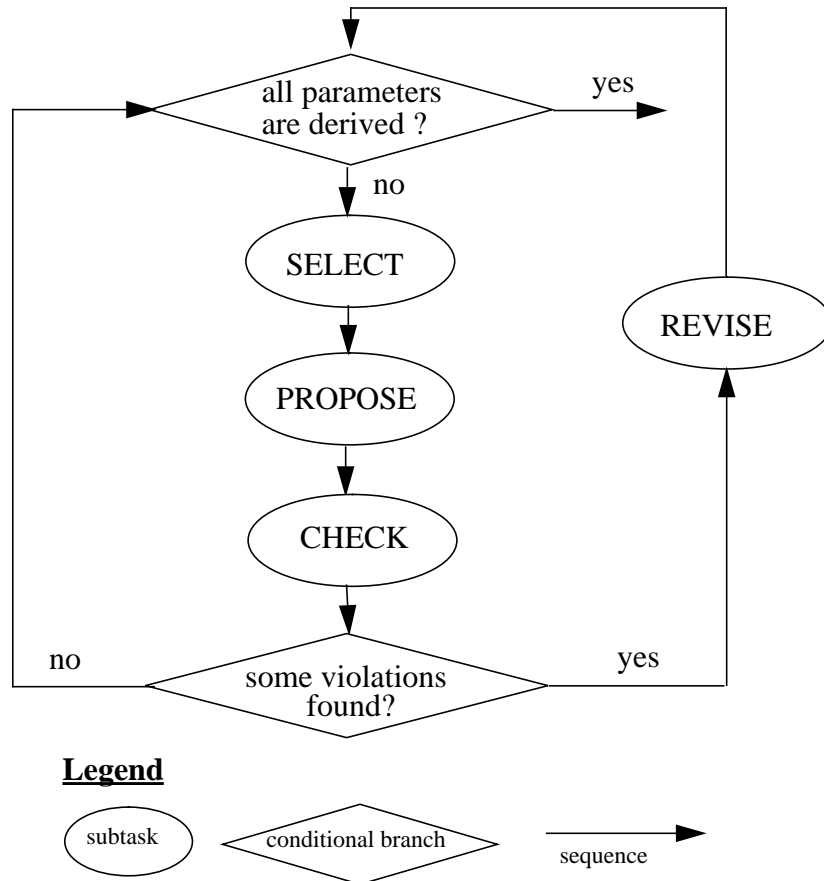 all parameters
are derived ?
yes
no
SELECT
REVISE
PROPOSE
CHECK
no
yes
some violations
found?
Legend
subtask
conditional branch
sequence